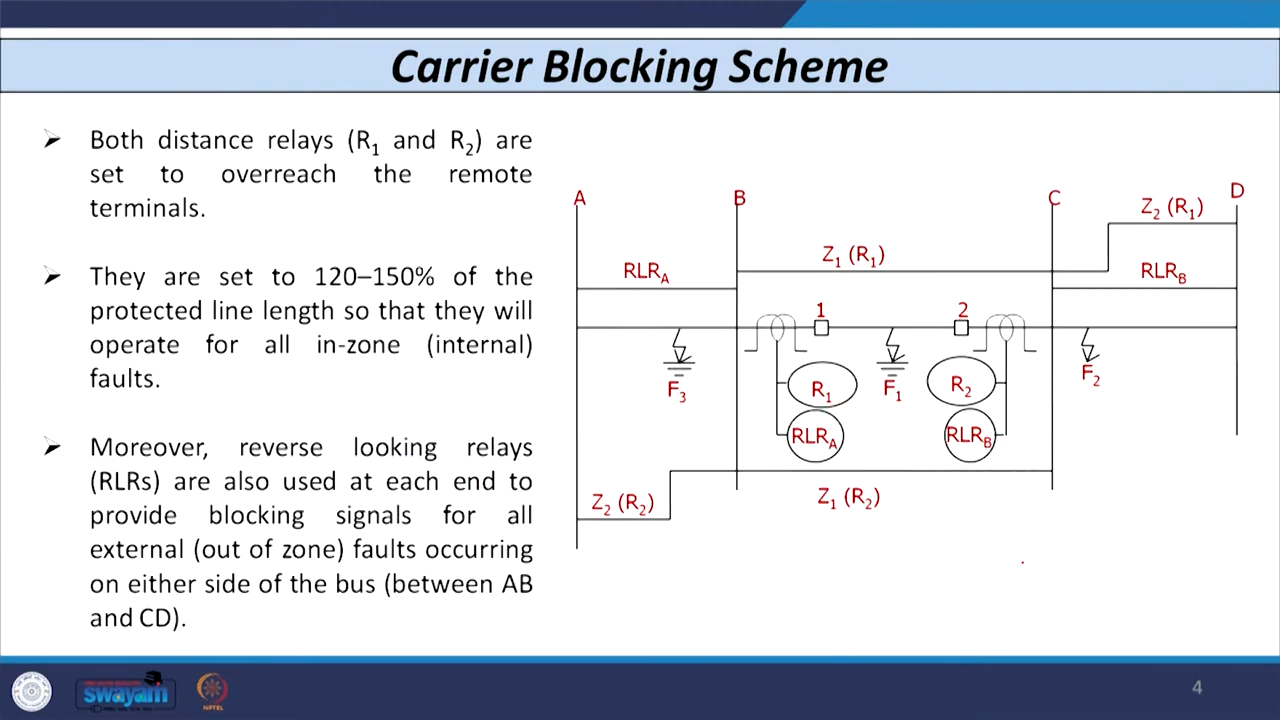 Carrier Blocking Scheme
➢ Both distance relays (R₁ and R₂) are
set to overreach the remote
terminals.
➢ They are set to 120–150% of the
protected line length so that they will
operate for all in-zone (internal)
faults.
➢ Moreover, reverse looking relays
(RLRs) are also used at each end to
provide blocking signals for all
external (out of zone) faults occurring
on either side of the bus (between AB
and CD).
A B C D
Z₂ (R₁)
Z₁ (R₁)
RLR_A RLR_B
1 2
F₃ R₁ F₁ R₂ F₂
RLR_A RLR_B
Z₂ (R₂) Z₁ (R₂)
swayam
NPTEL
4